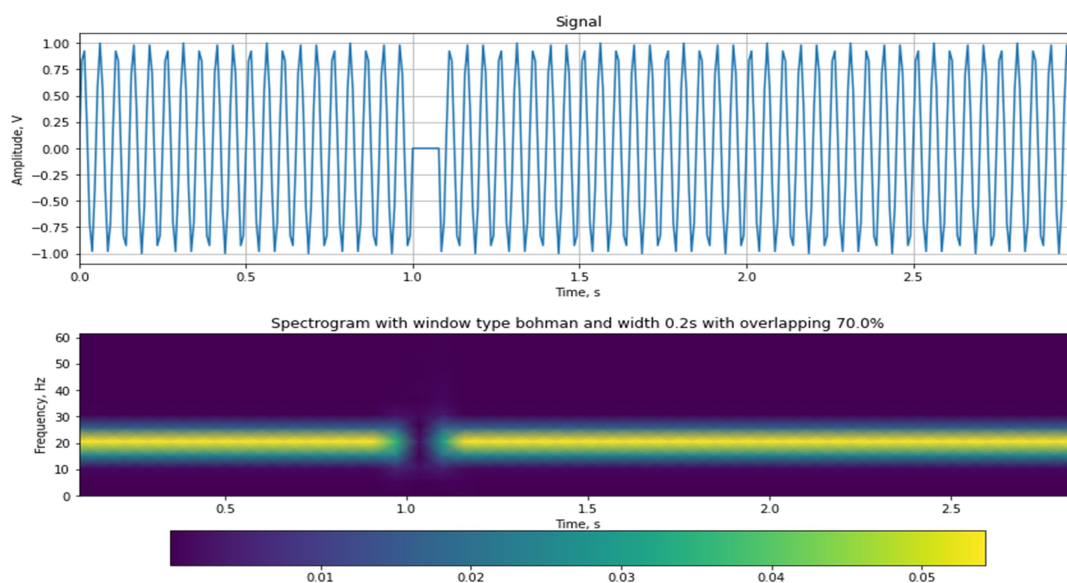 Signal
1.00
0.75
0.50
0.25
0.00
−0.25
−0.50
−0.75
−1.00
Amplitude, V
0.0 0.5 1.0 1.5 2.0 2.5
Time, s
Spectrogram with window type bohman and width 0.2s with overlapping 70.0%
60
50
40
30
20
10
0
Frequency, Hz
0.5 1.0 1.5 2.0 2.5
Time, s
0.01 0.02 0.03 0.04 0.05